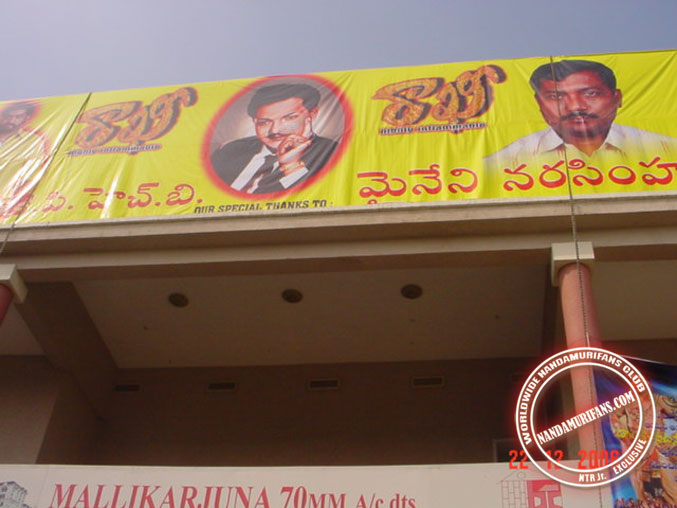 రాఖీ
రాఖీ
కె.పి. హెచ్.బి.
OUR SPECIAL THANKS TO :
మైనేని నరసింహ
WORLDWIDE NANDAMURIFANS CLUB
NANDAMURIFANS.COM
NTR Jr. EXCLUSIVE
22 12 2006
MALLIKARJUNA 70MM A/c dts